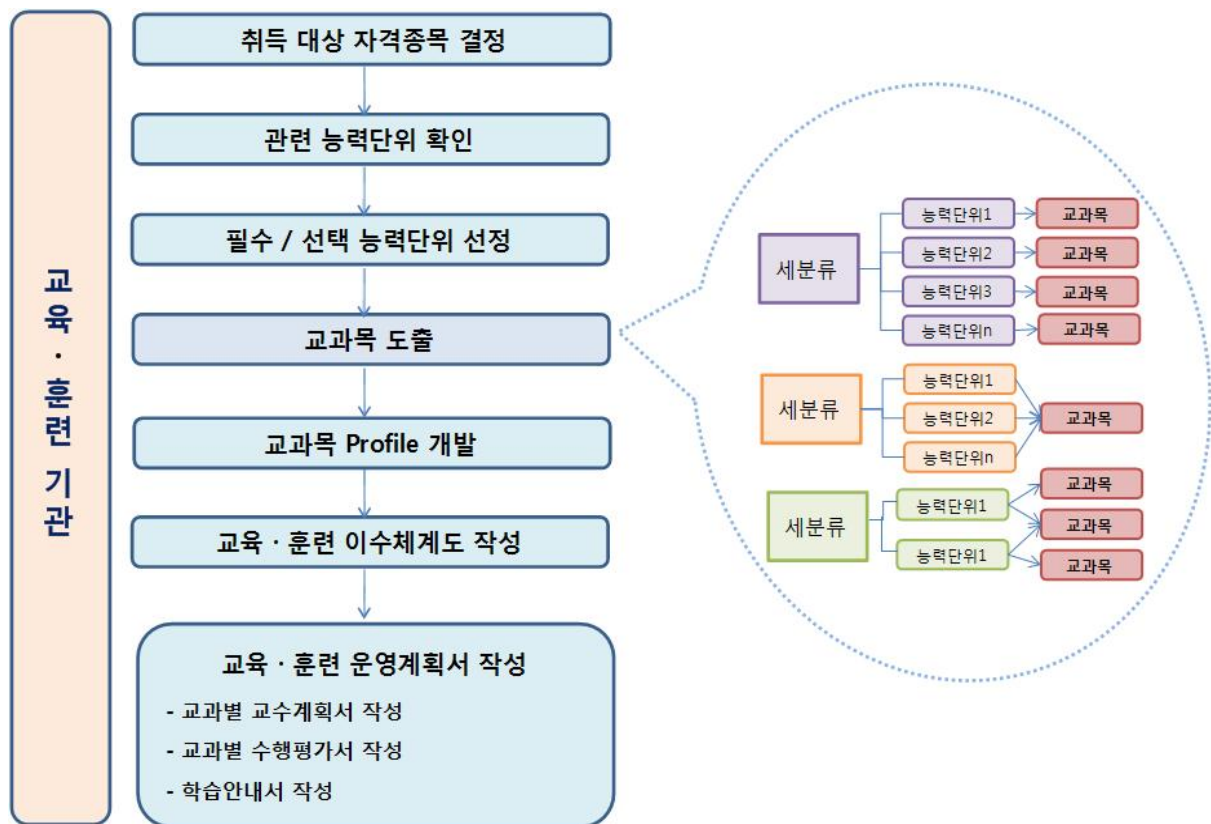 교육·훈련 기관
취득 대상 자격종목 결정
관련 능력단위 확인
필수 / 선택 능력단위 선정
교과목 도출
교과목 Profile 개발
교육 · 훈련 이수체계도 작성
교육 · 훈련 운영계획서 작성
- 교과별 교수계획서 작성
- 교과별 수행평가서 작성
- 학습안내서 작성
세분류
능력단위1
교과목
능력단위2
교과목
능력단위3
교과목
능력단위n
교과목
세분류
능력단위1
능력단위2
능력단위n
교과목
세분류
능력단위1
능력단위1
교과목
교과목
교과목